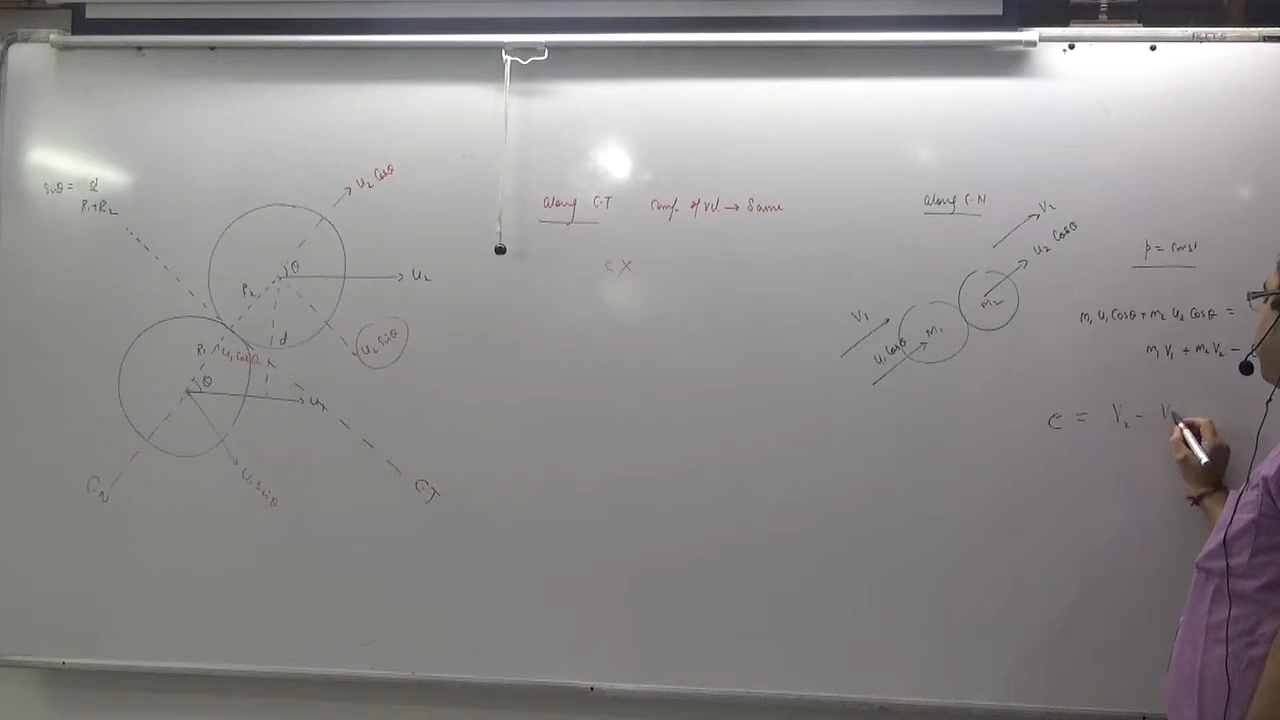 Sinθ = d
R₁+R₂
U₂ Cosθ
θ
U₂
R₂
d
U₂ Sinθ
R₁
U₁ Cosθ
θ
U₁
U₁ Sinθ
C.N
C.T
along C.T Comp. of vel → Same
e x
along C.N
V₂
U₂ Cosθ
m₂
V₁
m₁
U₁ Cosθ
p = Const
m₁ U₁ Cosθ + m₂ U₂ Cosθ =
m₁ V₁ + m₂ V₂ –
e = V₂ – V